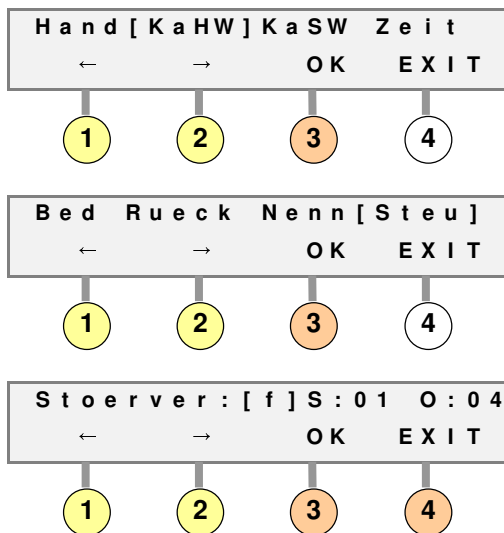 Hand[KaHW]KaSW Zeit
← → OK EXIT
1 2 3 4
Bed Rueck Nenn[Steu]
← → OK EXIT
1 2 3 4
Stoerver:[f]S:01 O:04
← → OK EXIT
1 2 3 4